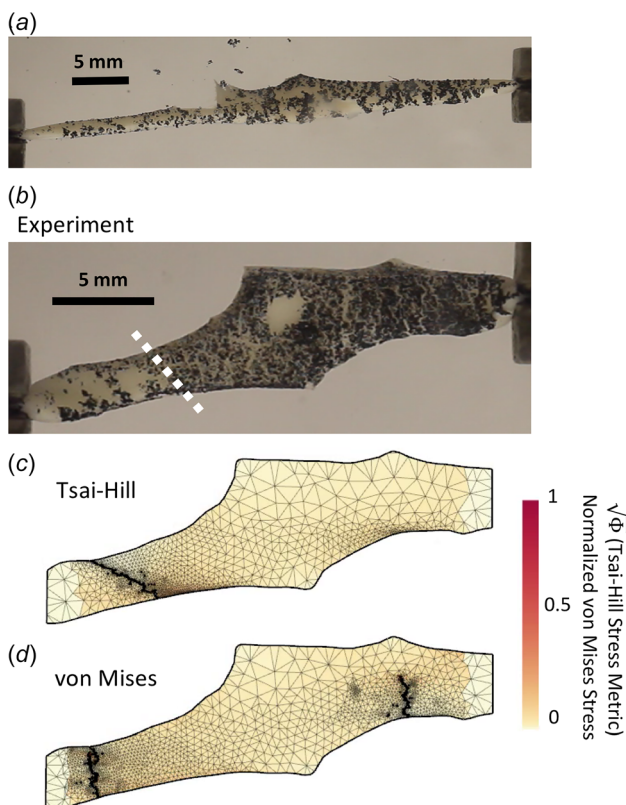 (a)
5 mm
(b)
Experiment
5 mm
(c)
Tsai-Hill
(d)
von Mises
1
0.5
0
√Φ (Tsai-Hill Stress Metric)
Normalized von Mises Stress